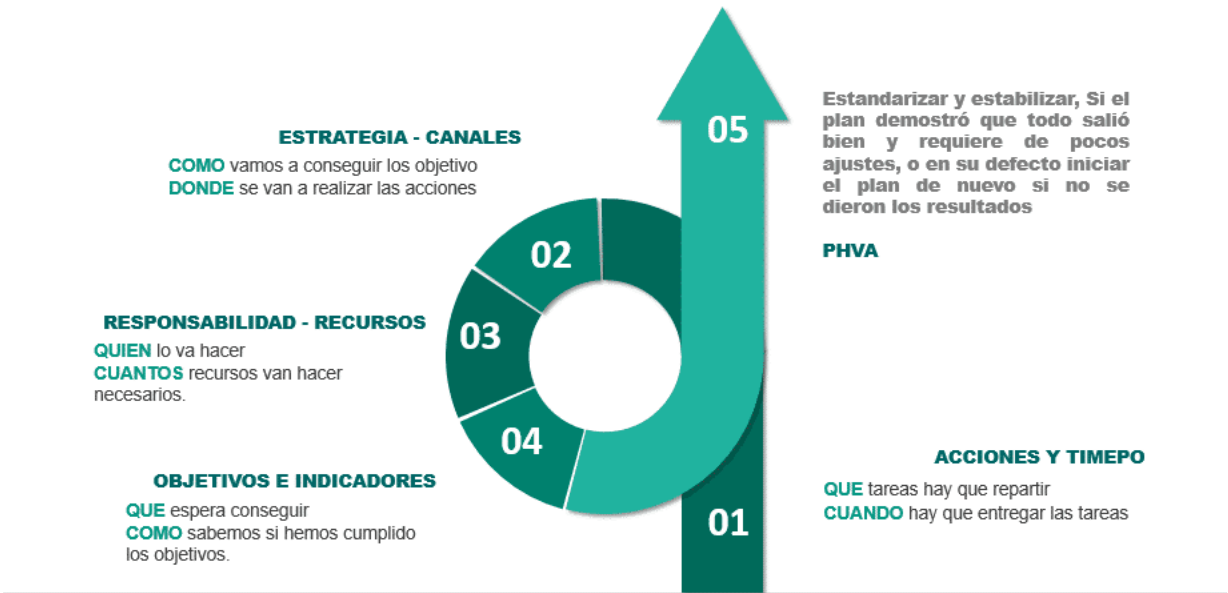 ESTRATEGIA - CANALES
COMO vamos a conseguir los objetivo
DONDE se van a realizar las acciones
RESPONSABILIDAD - RECURSOS
QUIEN lo va hacer
CUANTOS recursos van hacer
necesarios.
OBJETIVOS E INDICADORES
QUE espera conseguir
COMO sabemos si hemos cumplido
los objetivos.
02
03
04
05
01
Estandarizar y estabilizar, Si el
plan demostró que todo salió
bien y requiere de pocos
ajustes, o en su defecto iniciar
el plan de nuevo si no se
dieron los resultados
PHVA
ACCIONES Y TIMEPO
QUE tareas hay que repartir
CUANDO hay que entregar las tareas